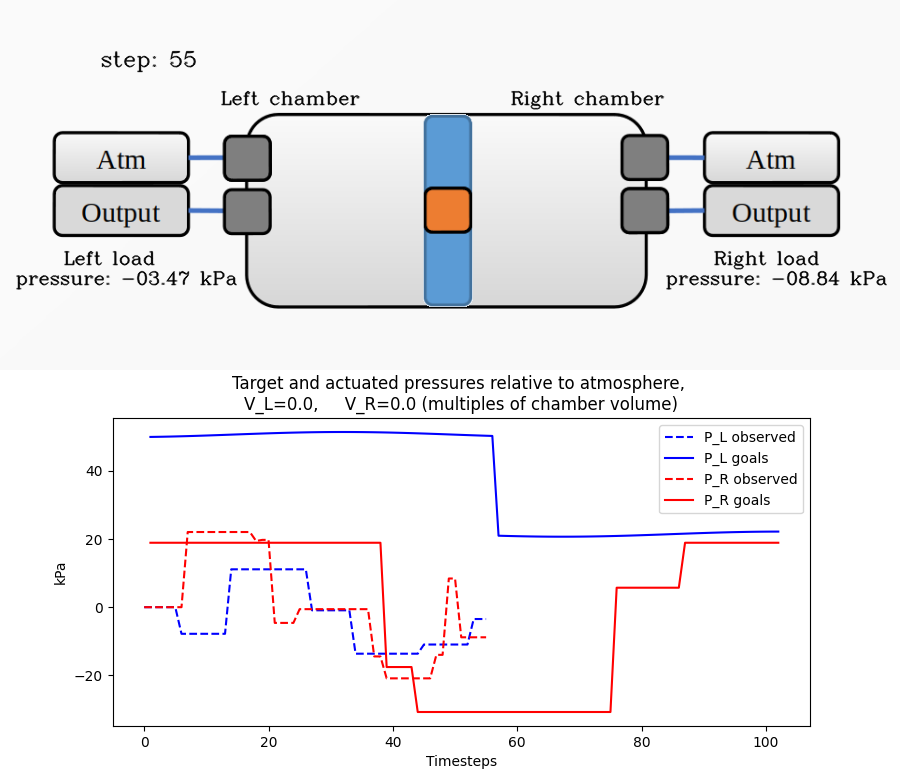 step: 55
Left chamber
Right chamber
Atm
Atm
Output
Output
Left load
pressure: -03.47 kPa
Right load
pressure: -08.84 kPa
Target and actuated pressures relative to atmosphere,
V_L=0.0, V_R=0.0 (multiples of chamber volume)
P_L observed
P_L goals
P_R observed
P_R goals
kPa
40
20
0
−20
0 20 40 60 80 100
Timesteps